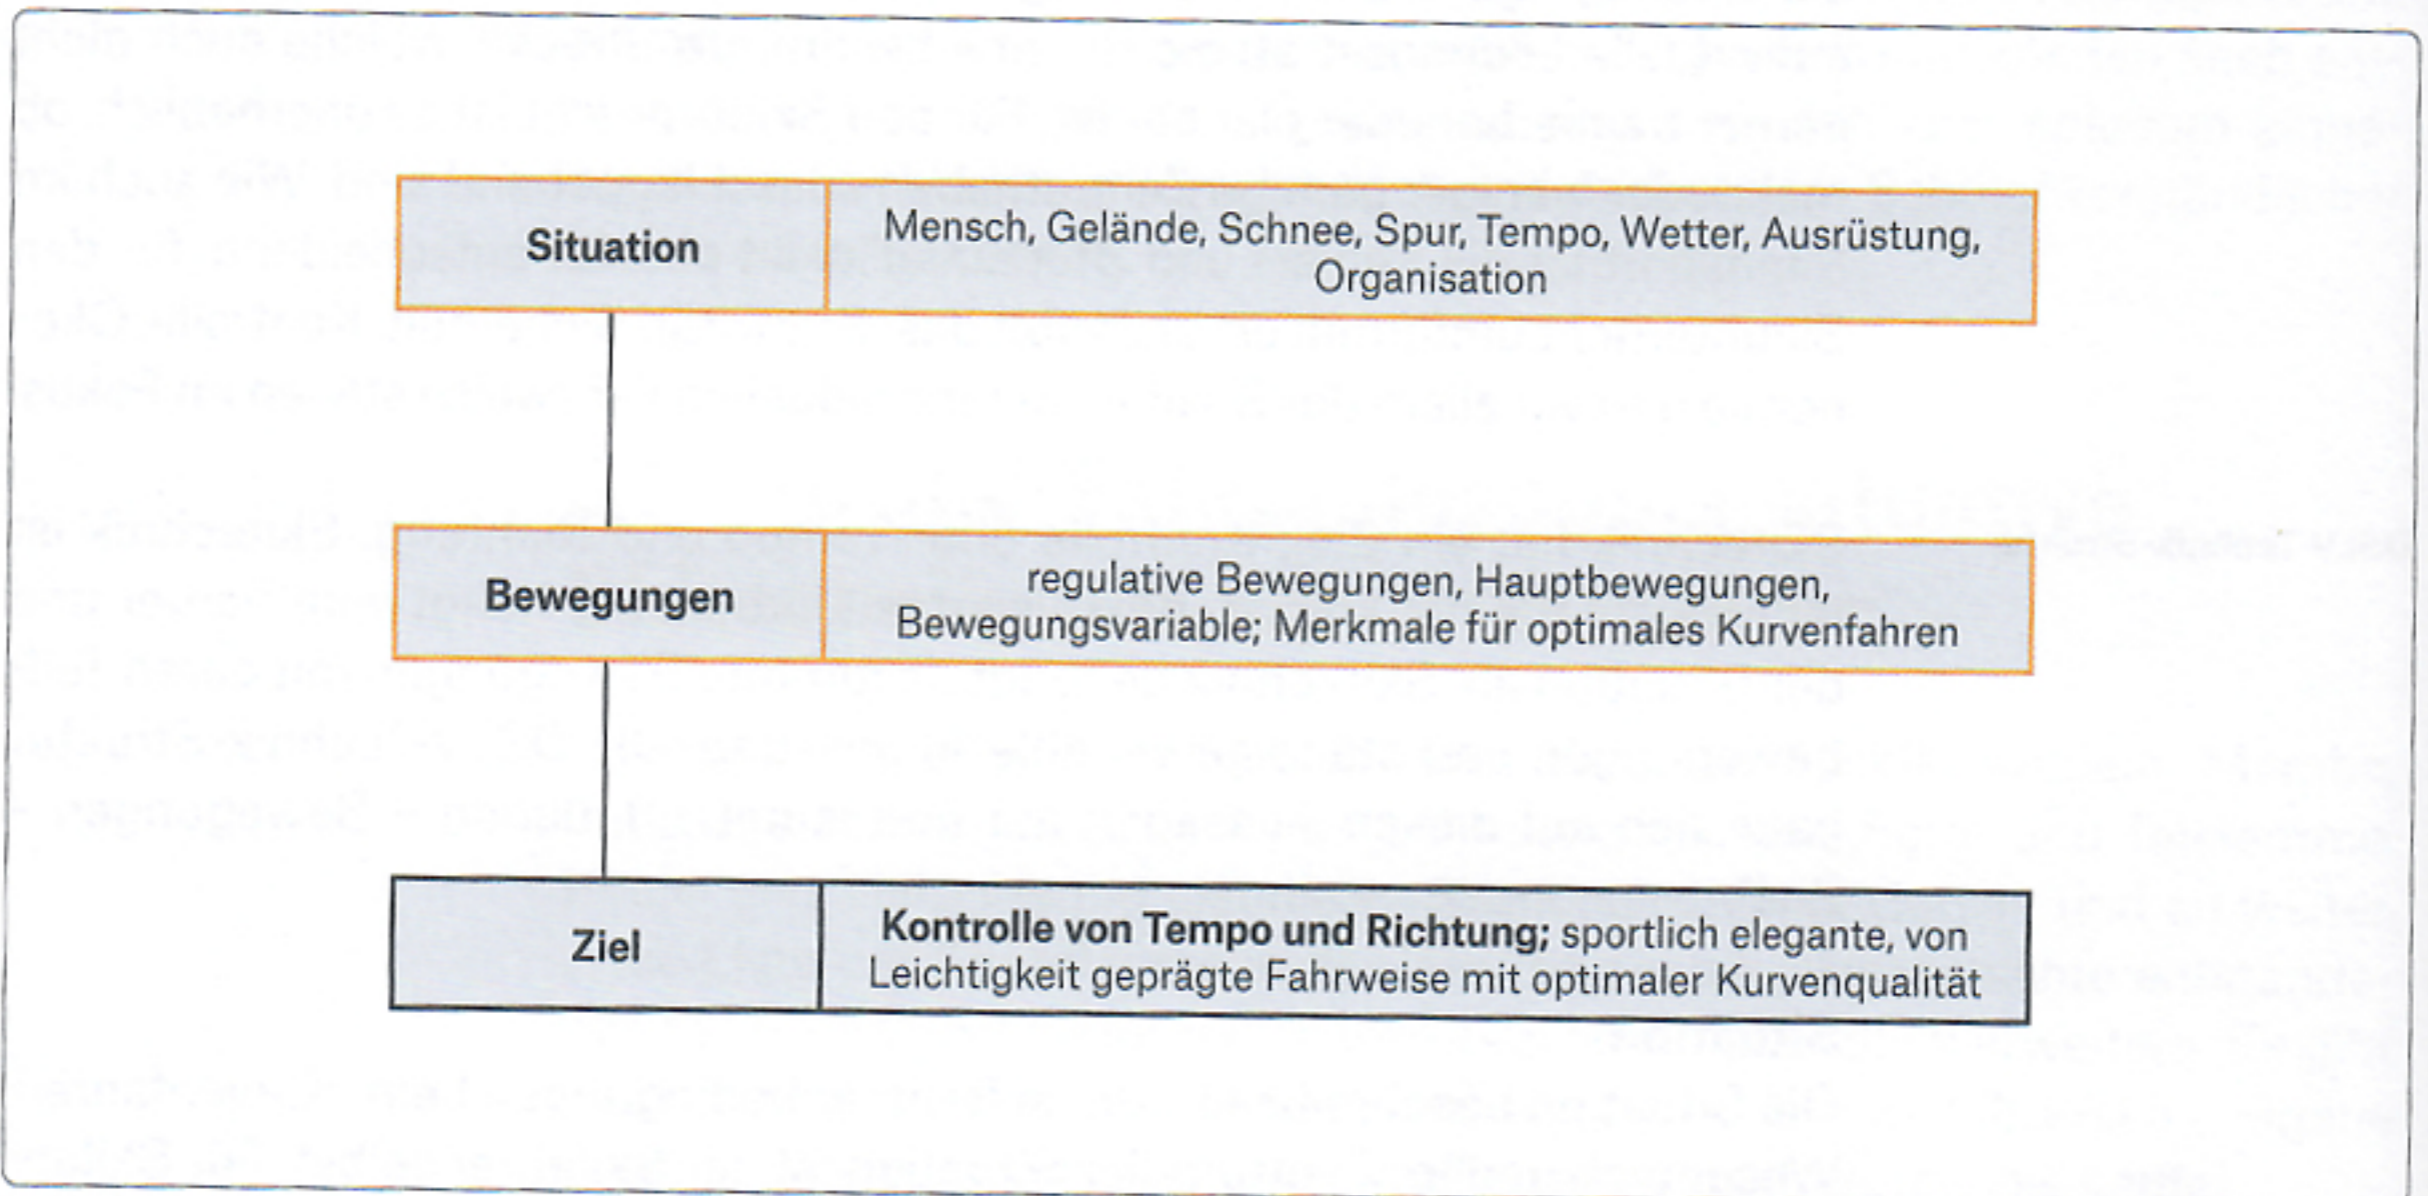 Situation
Mensch, Gelände, Schnee, Spur, Tempo, Wetter, Ausrüstung,
Organisation
Bewegungen
regulative Bewegungen, Hauptbewegungen,
Bewegungsvariable; Merkmale für optimales Kurvenfahren
Ziel
Kontrolle von Tempo und Richtung; sportlich elegante, von
Leichtigkeit geprägte Fahrweise mit optimaler Kurvenqualität